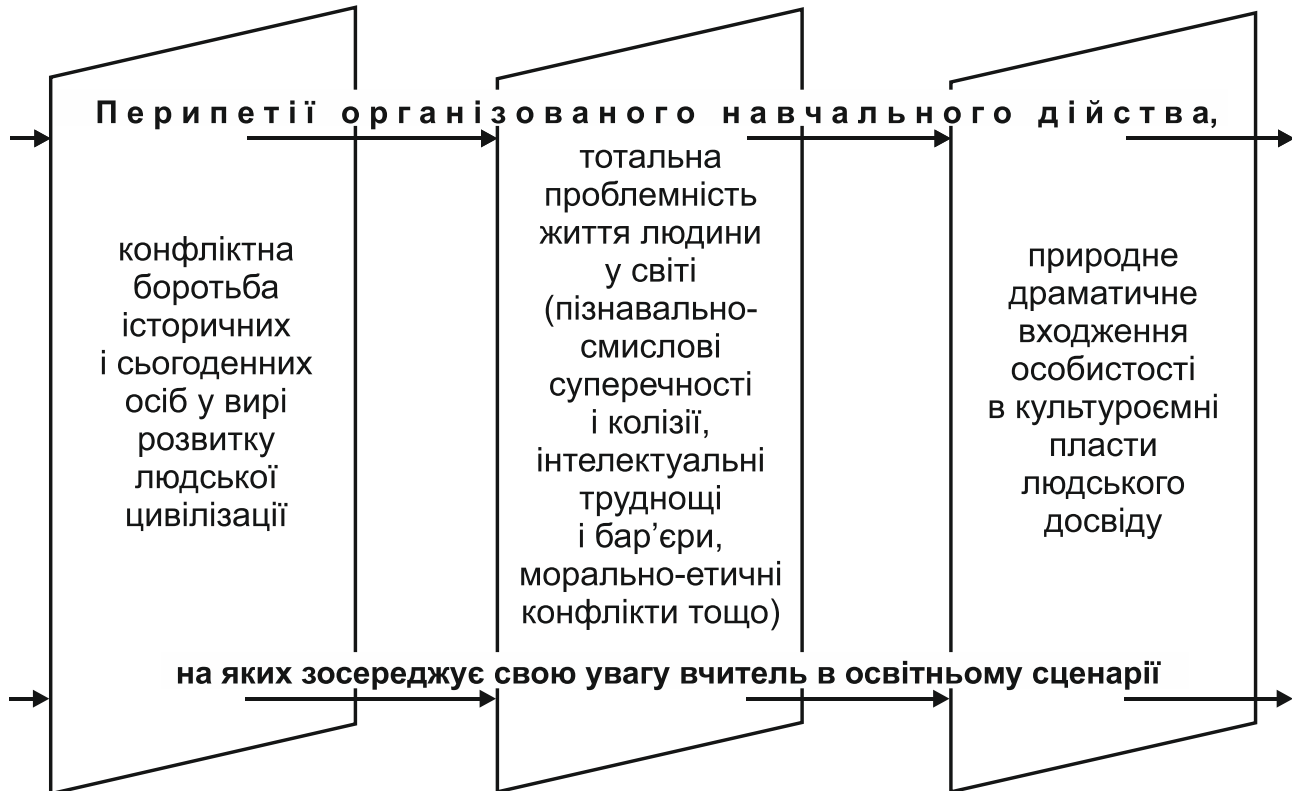 Перипетії організованого навчального дійства,
конфліктна
боротьба
історичних
і сьогоденних
осіб у вирі
розвитку
людської
цивілізації
тотальна
проблемність
життя людини
у світі
(пізнавально-
смислові
суперечності
і колізії,
інтелектуальні
труднощі
і бар’єри,
морально-етичні
конфлікти тощо)
природне
драматичне
входження
особистості
в культуроємні
пласти
людського
досвіду
на яких зосереджує свою увагу вчитель в освітньому сценарії